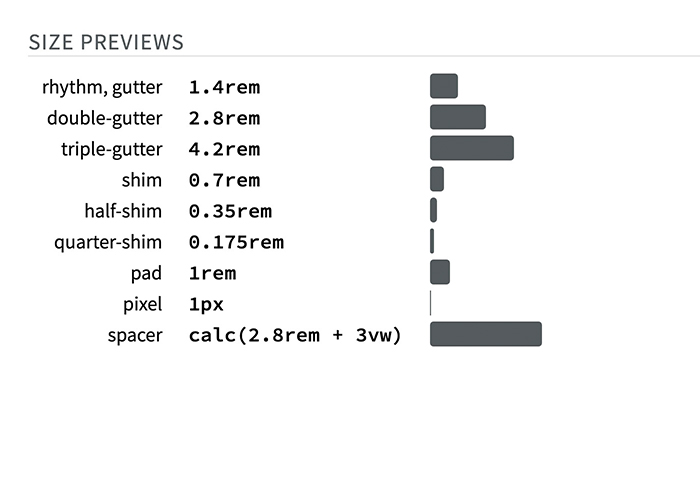 SIZE PREVIEWS
rhythm, gutter 1.4rem
double-gutter 2.8rem
triple-gutter 4.2rem
shim 0.7rem
half-shim 0.35rem
quarter-shim 0.175rem
pad 1rem
pixel 1px
spacer calc(2.8rem + 3vw)